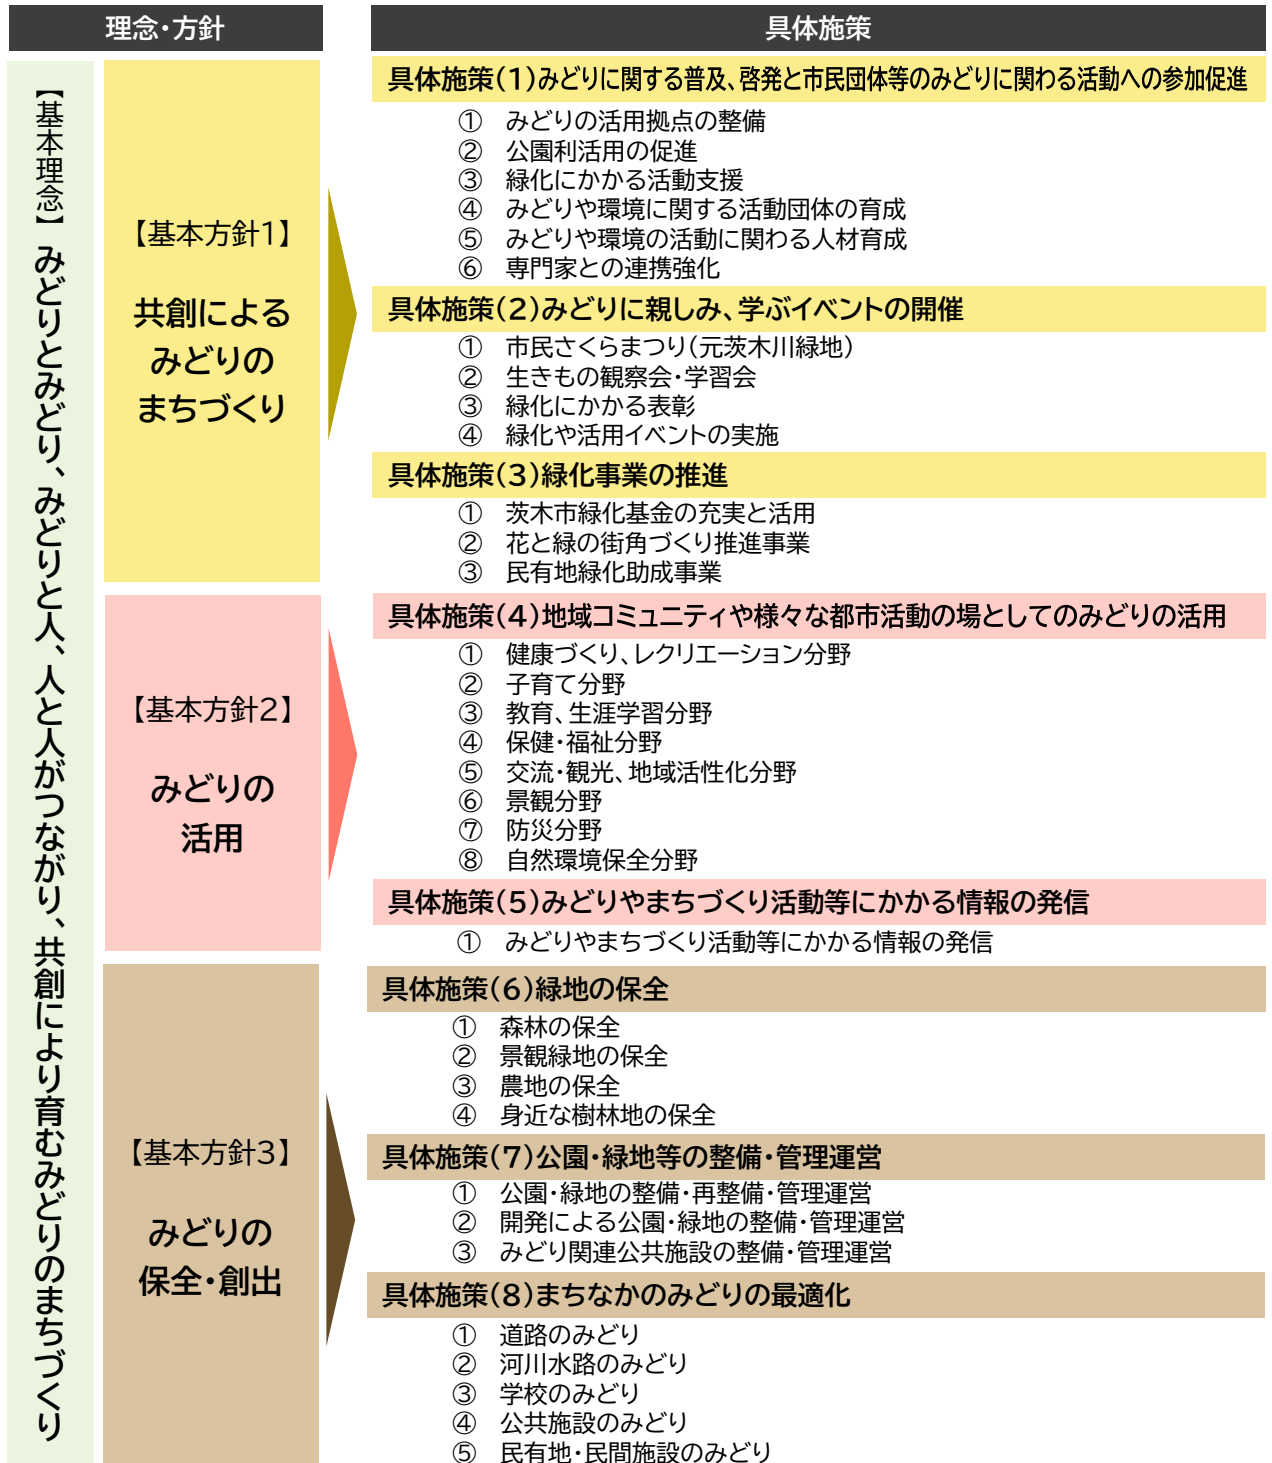 理念・方針
具体施策
【基本理念】みどりとみどり、みどりと人、人と人がつながり、共創により育むみどりのまちづくり
【基本方針1】
共創による
みどりの
まちづくり
具体施策(1)みどりに関する普及、啓発と市民団体等のみどりに関わる活動への参加促進
① みどりの活用拠点の整備
② 公園利活用の促進
③ 緑化にかかる活動支援
④ みどりや環境に関する活動団体の育成
⑤ みどりや環境の活動に関わる人材育成
⑥ 専門家との連携強化
具体施策(2)みどりに親しみ、学ぶイベントの開催
① 市民さくらまつり(元茨木川緑地)
② 生きもの観察会・学習会
③ 緑化にかかる表彰
④ 緑化や活用イベントの実施
具体施策(3)緑化事業の推進
① 茨木市緑化基金の充実と活用
② 花と緑の街角づくり推進事業
③ 民有地緑化助成事業
【基本方針2】
みどりの
活用
具体施策(4)地域コミュニティや様々な都市活動の場としてのみどりの活用
① 健康づくり、レクリエーション分野
② 子育て分野
③ 教育、生涯学習分野
④ 保健・福祉分野
⑤ 交流・観光、地域活性化分野
⑥ 景観分野
⑦ 防災分野
⑧ 自然環境保全分野
具体施策(5)みどりやまちづくり活動等にかかる情報の発信
① みどりやまちづくり活動等にかかる情報の発信
【基本方針3】
みどりの
保全・創出
具体施策(6)緑地の保全
① 森林の保全
② 景観緑地の保全
③ 農地の保全
④ 身近な樹林地の保全
具体施策(7)公園・緑地等の整備・管理運営
① 公園・緑地の整備・再整備・管理運営
② 開発による公園・緑地の整備・管理運営
③ みどり関連公共施設の整備・管理運営
具体施策(8)まちなかのみどりの最適化
① 道路のみどり
② 河川水路のみどり
③ 学校のみどり
④ 公共施設のみどり
⑤ 民有地・民間施設のみどり